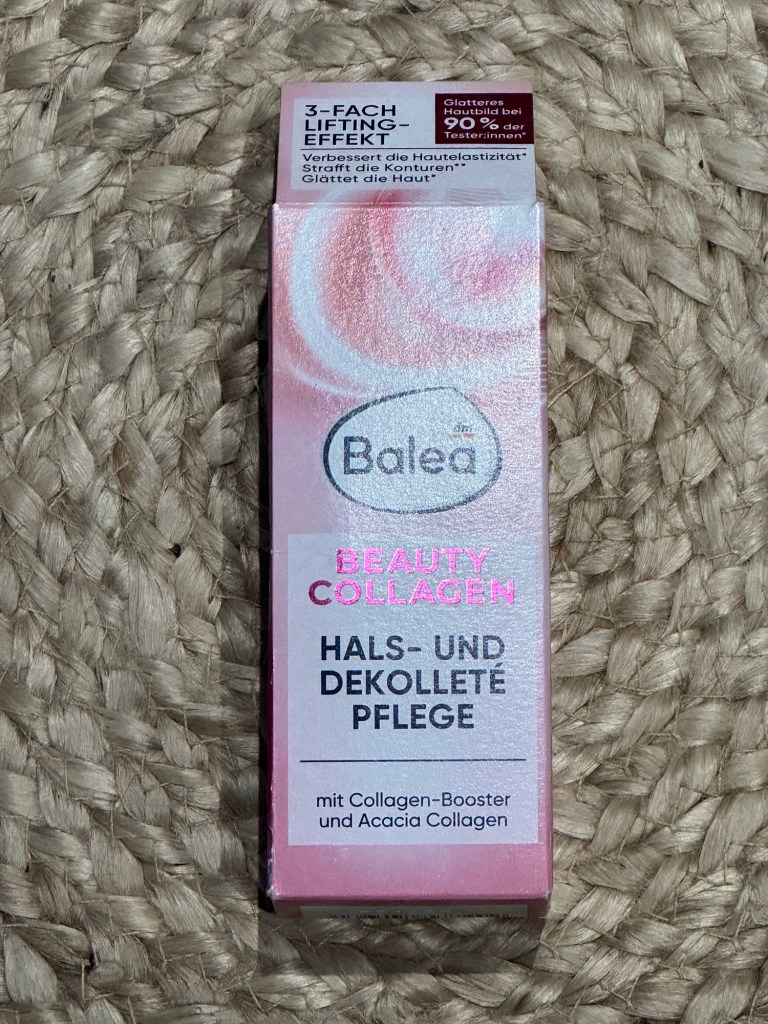 3-FACH
LIFTING-
EFFEKT
Glatteres
Hautbild bei
90 % der
Tester:innen*
Verbessert die Hautelastizität*
Strafft die Konturen**
Glättet die Haut*
dm
Balea
BEAUTY
COLLAGEN
HALS- UND
DEKOLLETÉ
PFLEGE
mit Collagen-Booster
und Acacia Collagen